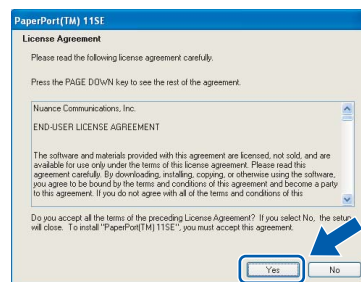 PaperPort(TM) 11SE
License Agreement
Please read the following license agreement carefully.
Press the PAGE DOWN key to see the rest of the agreement.
Nuance Communications, Inc.
END-USER LICENSE AGREEMENT
The software and materials provided with this agreement are licensed, not sold, and are
available for use only under the terms of this license agreement. Please read this
agreement carefully. By downloading, installing, copying, or otherwise using the software,
you agree to be bound by the terms and conditions of this agreement and become a party
to this agreement. If you do not agree with all of the terms and conditions of this
Do you accept all the terms of the preceding License Agreement? If you select No, the setup
will close. To install "PaperPort(TM) 11SE", you must accept this agreement.
Yes
No